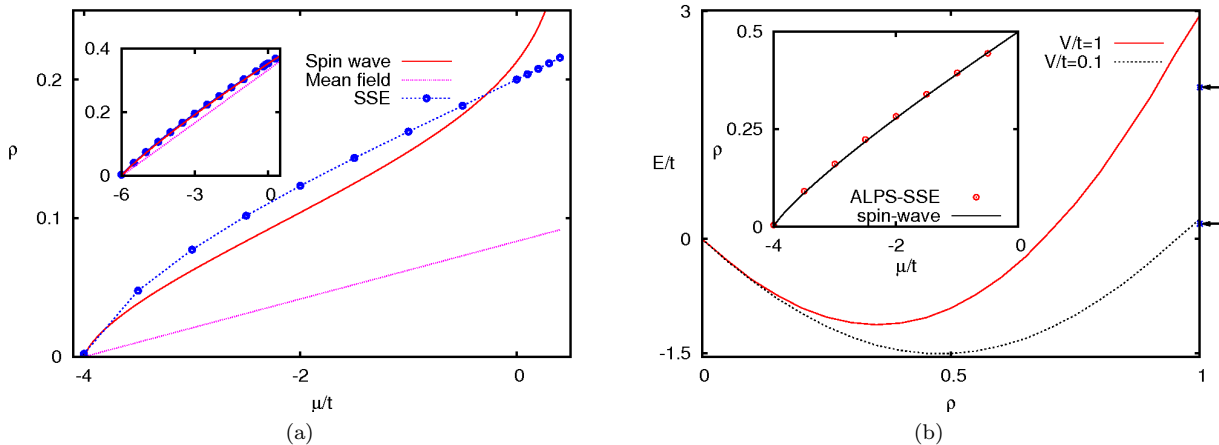 ρ
0.2
0.1
0
-4
-2
0
μ/t
0.4
0.2
0
-6
-3
0
Spin wave
Mean field
SSE
(a)
3
E/t
0
-1.5
0
0.5
1
ρ
V/t=1
V/t=0.1
0.5
0.25
0
ρ
-4
-2
0
μ/t
ALPS-SSE
spin-wave
(b)